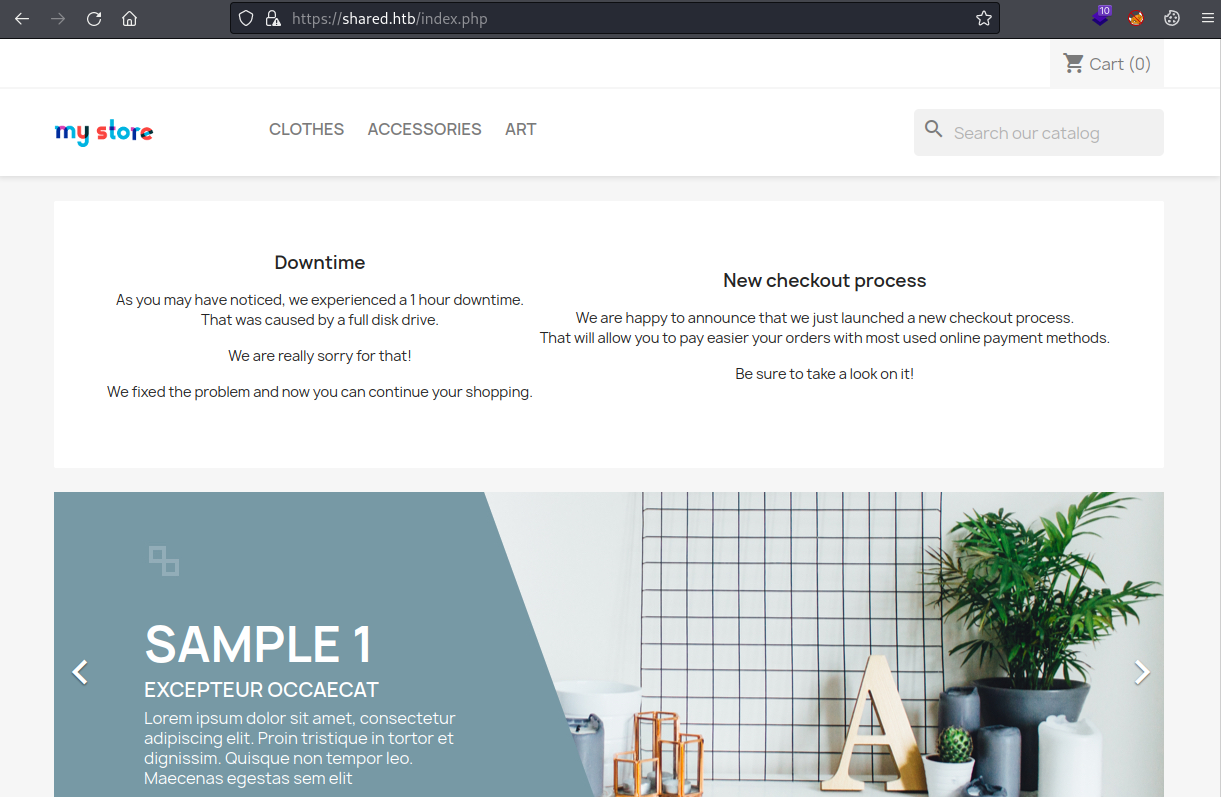 10
https://shared.htb/index.php
Cart (0)
my store
CLOTHES ACCESSORIES ART
Search our catalog
Downtime
As you may have noticed, we experienced a 1 hour downtime.
That was caused by a full disk drive.
We are really sorry for that!
We fixed the problem and now you can continue your shopping.
New checkout process
We are happy to announce that we just launched a new checkout process.
That will allow you to pay easier your orders with most used online payment methods.
Be sure to take a look on it!
SAMPLE 1
EXCEPTEUR OCCAECAT
Lorem ipsum dolor sit amet, consectetur
adipiscing elit. Proin tristique in tortor et
dignissim. Quisque non tempor leo.
Maecenas egestas sem elit
A